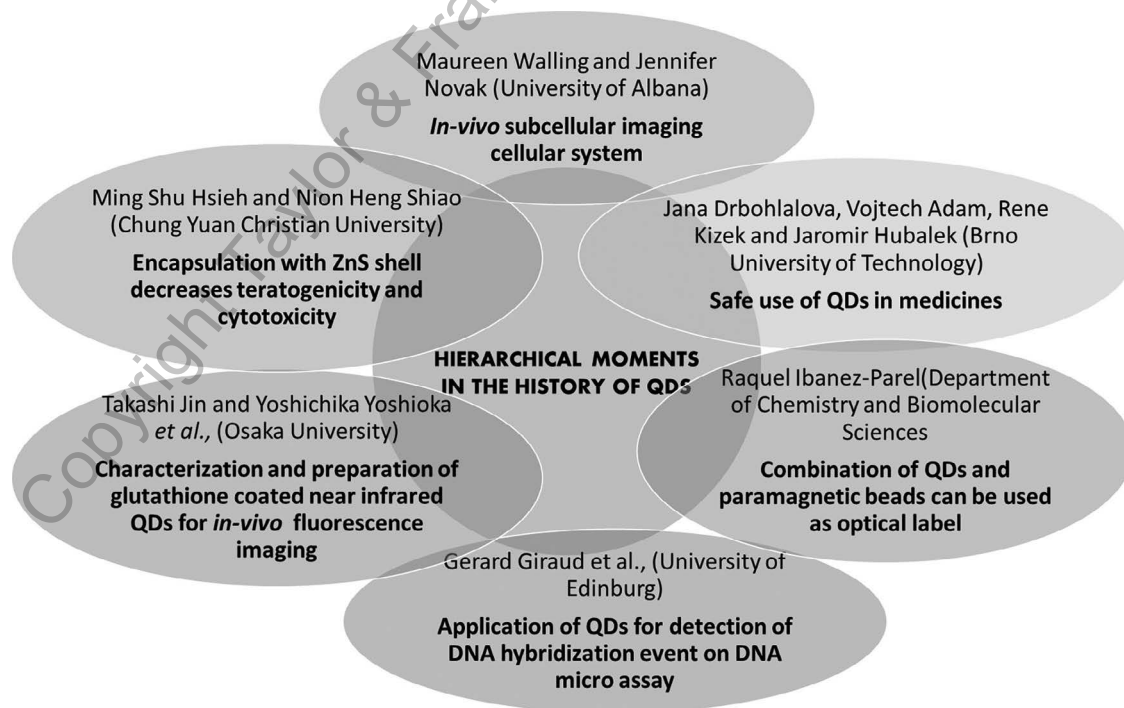 Maureen Walling and Jennifer
Novak (University of Albana)
In-vivo subcellular imaging
cellular system
Jana Drbohlalova, Vojtech Adam, Rene
Kizek and Jaromir Hubalek (Brno
University of Technology)
Safe use of QDs in medicines
Raquel Ibanez-Parel(Department
of Chemistry and Biomolecular
Sciences
Combination of QDs and
paramagnetic beads can be used
as optical label
Gerard Giraud et al., (University of
Edinburg)
Application of QDs for detection of
DNA hybridization event on DNA
micro assay
Takashi Jin and Yoshichika Yoshioka
et al., (Osaka University)
Characterization and preparation of
glutathione coated near infrared
QDs for in-vivo fluorescence
imaging
Ming Shu Hsieh and Nion Heng Shiao
(Chung Yuan Christian University)
Encapsulation with ZnS shell
decreases teratogenicity and
cytotoxicity
HIERARCHICAL MOMENTS
IN THE HISTORY OF QDS
Copyright Taylor &